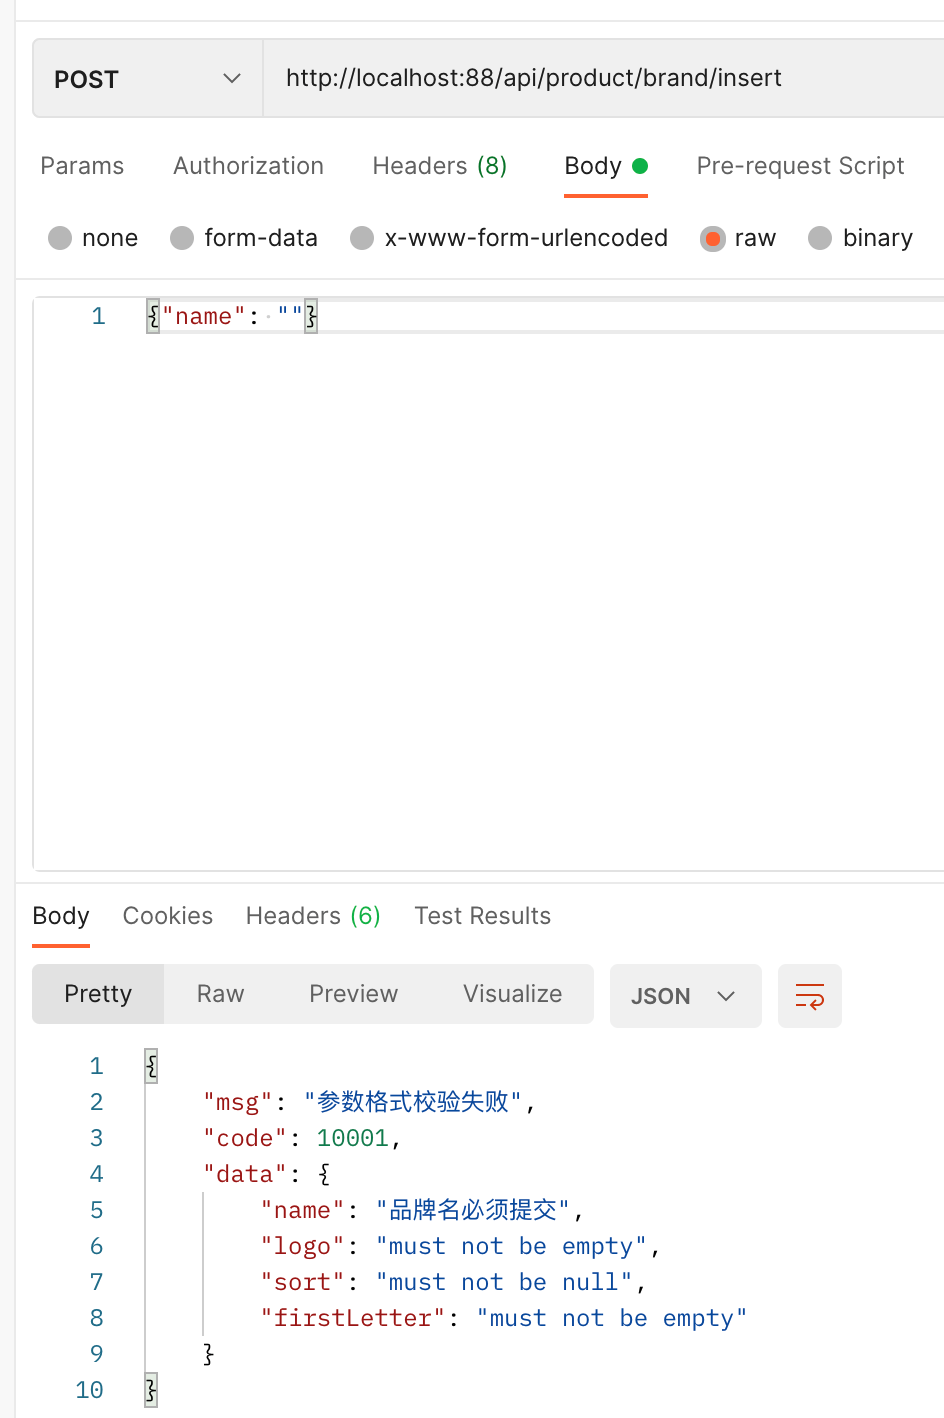 POST http://localhost:88/api/product/brand/insert
Params Authorization Headers (8) Body Pre-request Script
none form-data x-www-form-urlencoded raw binary
1 {"name": ""}
Body Cookies Headers (6) Test Results
Pretty Raw Preview Visualize JSON
1 {
2 "msg": "参数格式校验失败",
3 "code": 10001,
4 "data": {
5 "name": "品牌名必须提交",
6 "logo": "must not be empty",
7 "sort": "must not be null",
8 "firstLetter": "must not be empty"
9 }
10 }